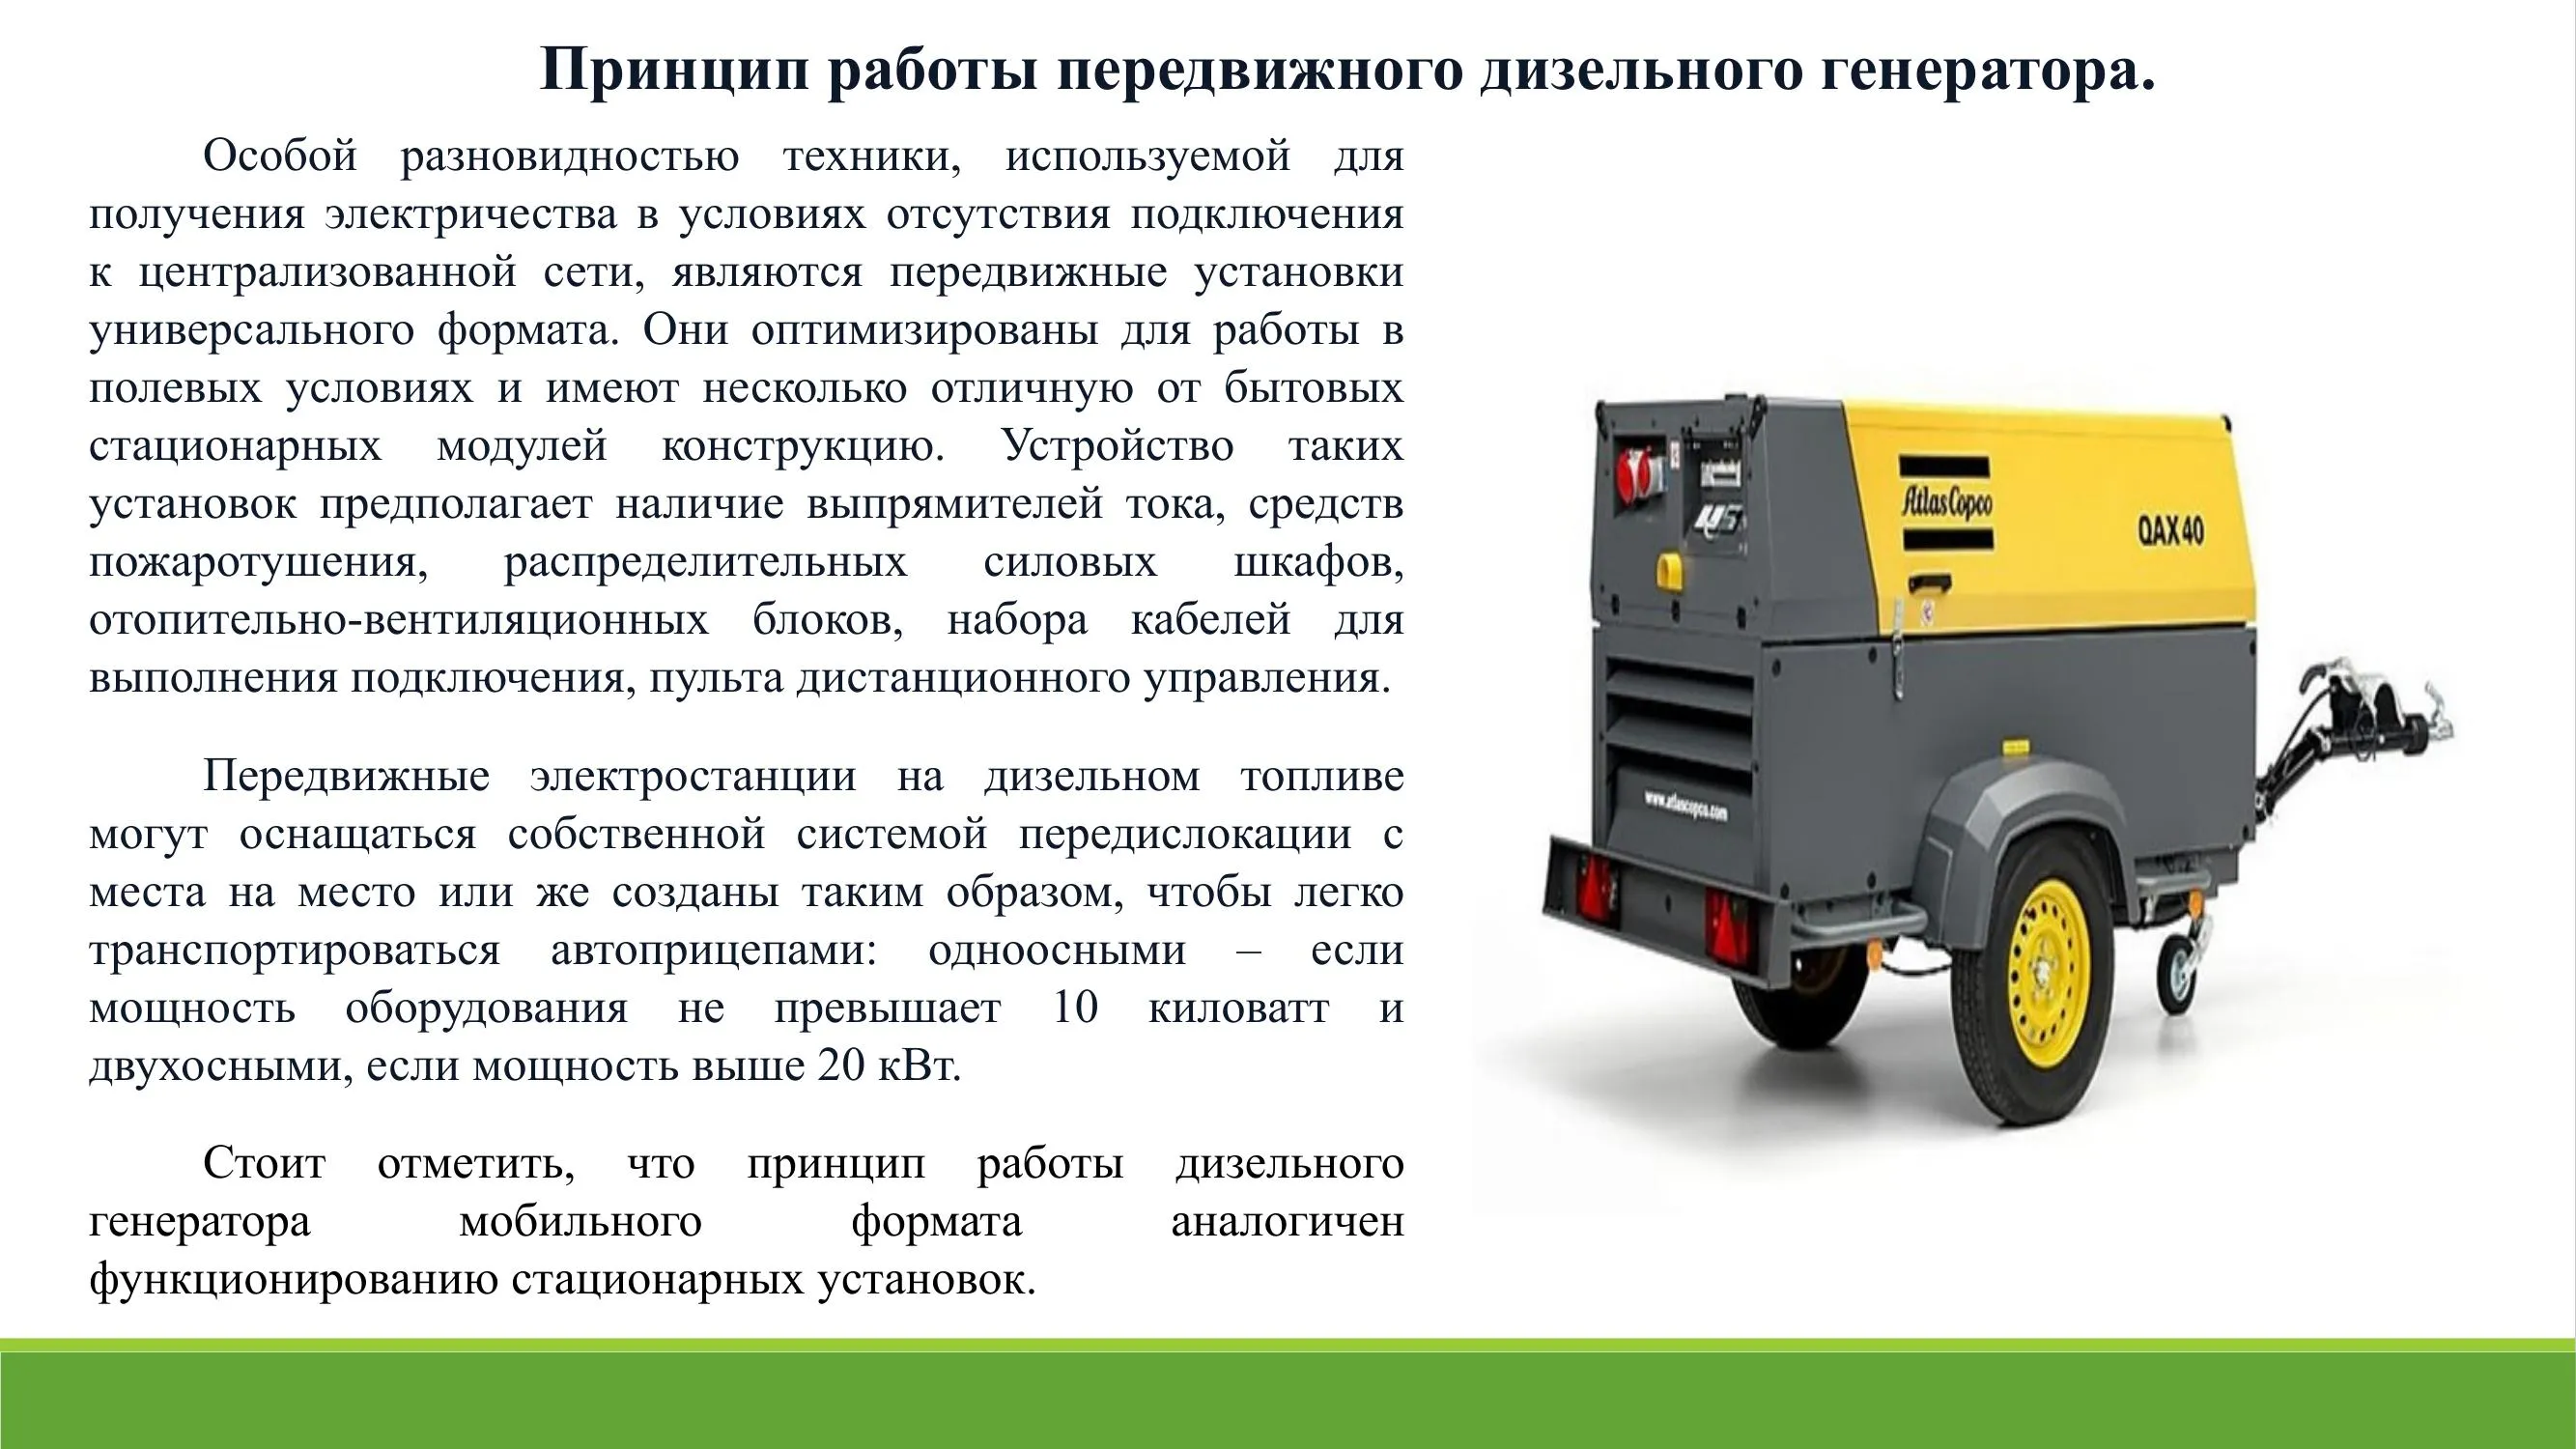 Принцип работы передвижного дизельного генератора.
Особой разновидностью техники, используемой для
получения электричества в условиях отсутствия подключения
к централизованной сети, являются передвижные установки
универсального формата. Они оптимизированы для работы в
полевых условиях и имеют несколько отличную от бытовых
стационарных модулей конструкцию. Устройство таких
установок предполагает наличие выпрямителей тока, средств
пожаротушения, распределительных силовых шкафов,
отопительно-вентиляционных блоков, набора кабелей для
выполнения подключения, пульта дистанционного управления.
Передвижные электростанции на дизельном топливе
могут оснащаться собственной системой передислокации с
места на место или же созданы таким образом, чтобы легко
транспортироваться автоприцепами: одноосными – если
мощность оборудования не превышает 10 киловатт и
двухосными, если мощность выше 20 кВт.
Стоит отметить, что принцип работы дизельного
генератора мобильного формата аналогичен
функционированию стационарных установок.
Atlas Copco
QAX 40
www.atlascopco.com